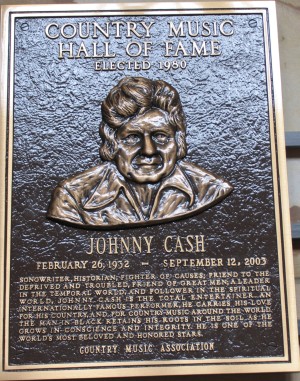 COUNTRY MUSIC
HALL OF FAME
ELECTED 1980
JOHNNY CASH
FEBRUARY 26, 1932 — SEPTEMBER 12, 2003
SONGWRITER, HISTORIAN, FIGHTER OF CAUSES; FRIEND TO THE
DEPRIVED AND TROUBLED, FRIEND OF GREAT MEN; A LEADER
IN THE TEMPORAL WORLD, AND FOLLOWER IN THE SPIRITUAL
WORLD, JOHNNY CASH IS THE TOTAL ENTERTAINER. AN
INTERNATIONALLY FAMOUS PERFORMER, HE CARRIES HIS LOVE
FOR HIS COUNTRY, AND FOR COUNTRY MUSIC AROUND THE WORLD.
THE MAN IN BLACK RETAINS HIS ROOTS IN THE SOIL AS HE
GROWS IN CONSCIENCE AND INTEGRITY. HE IS ONE OF THE
WORLD'S MOST BELOVED AND HONORED STARS.
COUNTRY MUSIC ASSOCIATION